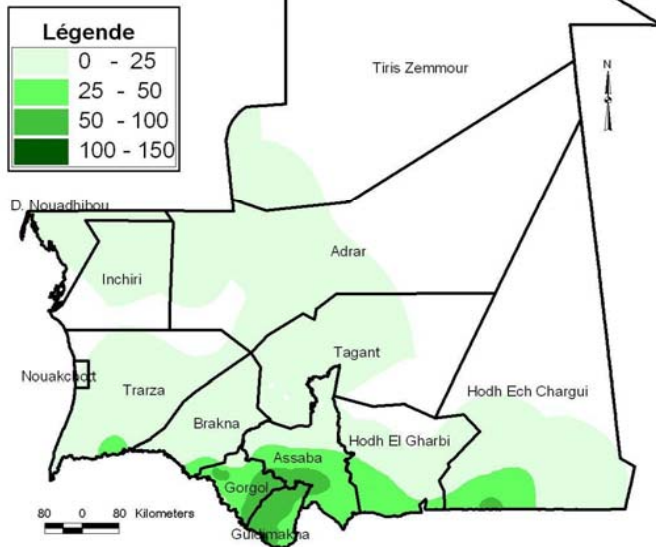 Légende
0 - 25
25 - 50
50 - 100
100 - 150
Tiris Zemmour
N
D. Nouadhibou
Adrar
Inchiri
Tagant
Nouakchott
Trarza
Hodh Ech Chargui
Brakna
Hodh El Gharbi
Assaba
Gorgol
Guidimakha
80 0 80 Kilometers